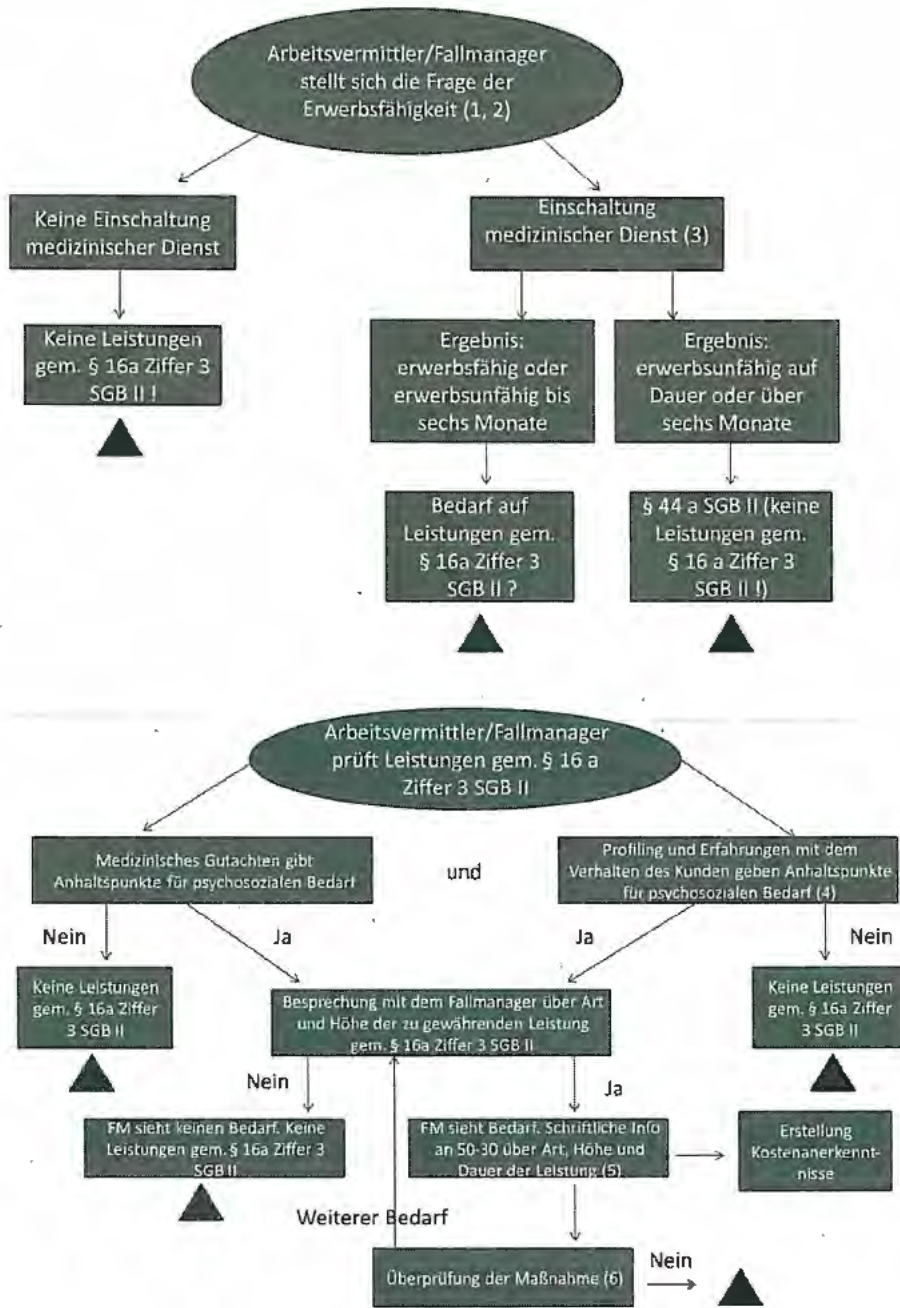 Arbeitsvermittler/Fallmanager
stellt sich die Frage der
Erwerbsfähigkeit (1, 2)
Keine Einschaltung
medizinischer Dienst
Einschaltung
medizinischer Dienst (3)
Keine Leistungen
gem. § 16a Ziffer 3
SGB II !
Ergebnis:
erwerbsfähig oder
erwerbsunfähig bis
sechs Monate
Ergebnis:
erwerbsunfähig auf
Dauer oder über
sechs Monate
Bedarf auf
Leistungen gem.
§ 16a Ziffer 3
SGB II ?
§ 44 a SGB II (keine
Leistungen gem.
§ 16 a Ziffer 3
SGB II !)
Arbeitsvermittler/Fallmanager
prüft Leistungen gem. § 16 a
Ziffer 3 SGB II
Medizinisches Gutachten gibt
Anhaltspunkte für psychosozialen Bedarf
und
Profiling und Erfahrungen mit dem
Verhalten des Kunden geben Anhaltspunkte
für psychosozialen Bedarf (4)
Nein
Ja
Ja
Nein
Keine Leistungen
gem. § 16a Ziffer
3 SGB II
Besprechung mit dem Fallmanager über Art
und Höhe der zu gewährenden Leistung
gem. § 16a Ziffer 3 SGB II
Keine Leistungen
gem. § 16a Ziffer
3 SGB II
Nein
Ja
FM sieht keinen Bedarf. Keine
Leistungen gem. § 16a Ziffer 3
SGB II
FM sieht Bedarf. Schriftliche Info
an 50-30 über Art, Höhe und
Dauer der Leistung (5)
Erstellung
Kostenanerkennt-
nisse
Weiterer Bedarf
Überprüfung der Maßnahme (6)
Nein